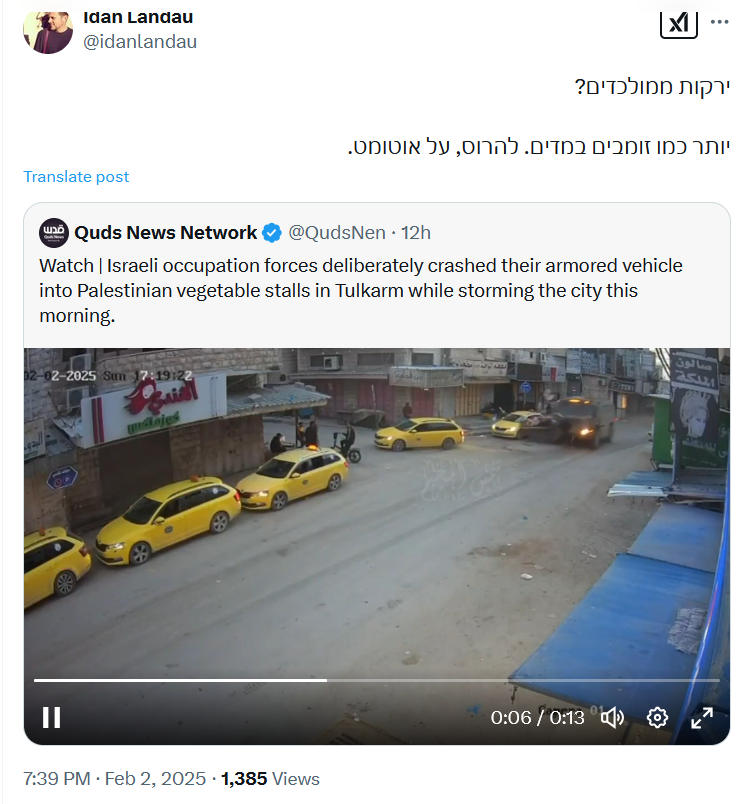 Idan Landau
@idanlandau
ירקות ממולכדים?
יותר כמו זומבים במדים. להרוס, על אוטומט.
Translate post
قدس
Quds News Network @QudsNen · 12h
Watch | Israeli occupation forces deliberately crashed their armored vehicle
into Palestinian vegetable stalls in Tulkarm while storming the city this
morning.
02-02-2025 Sun 17:19:22
صالون
0:06 / 0:13
7:39 PM · Feb 2, 2025 · 1,385 Views